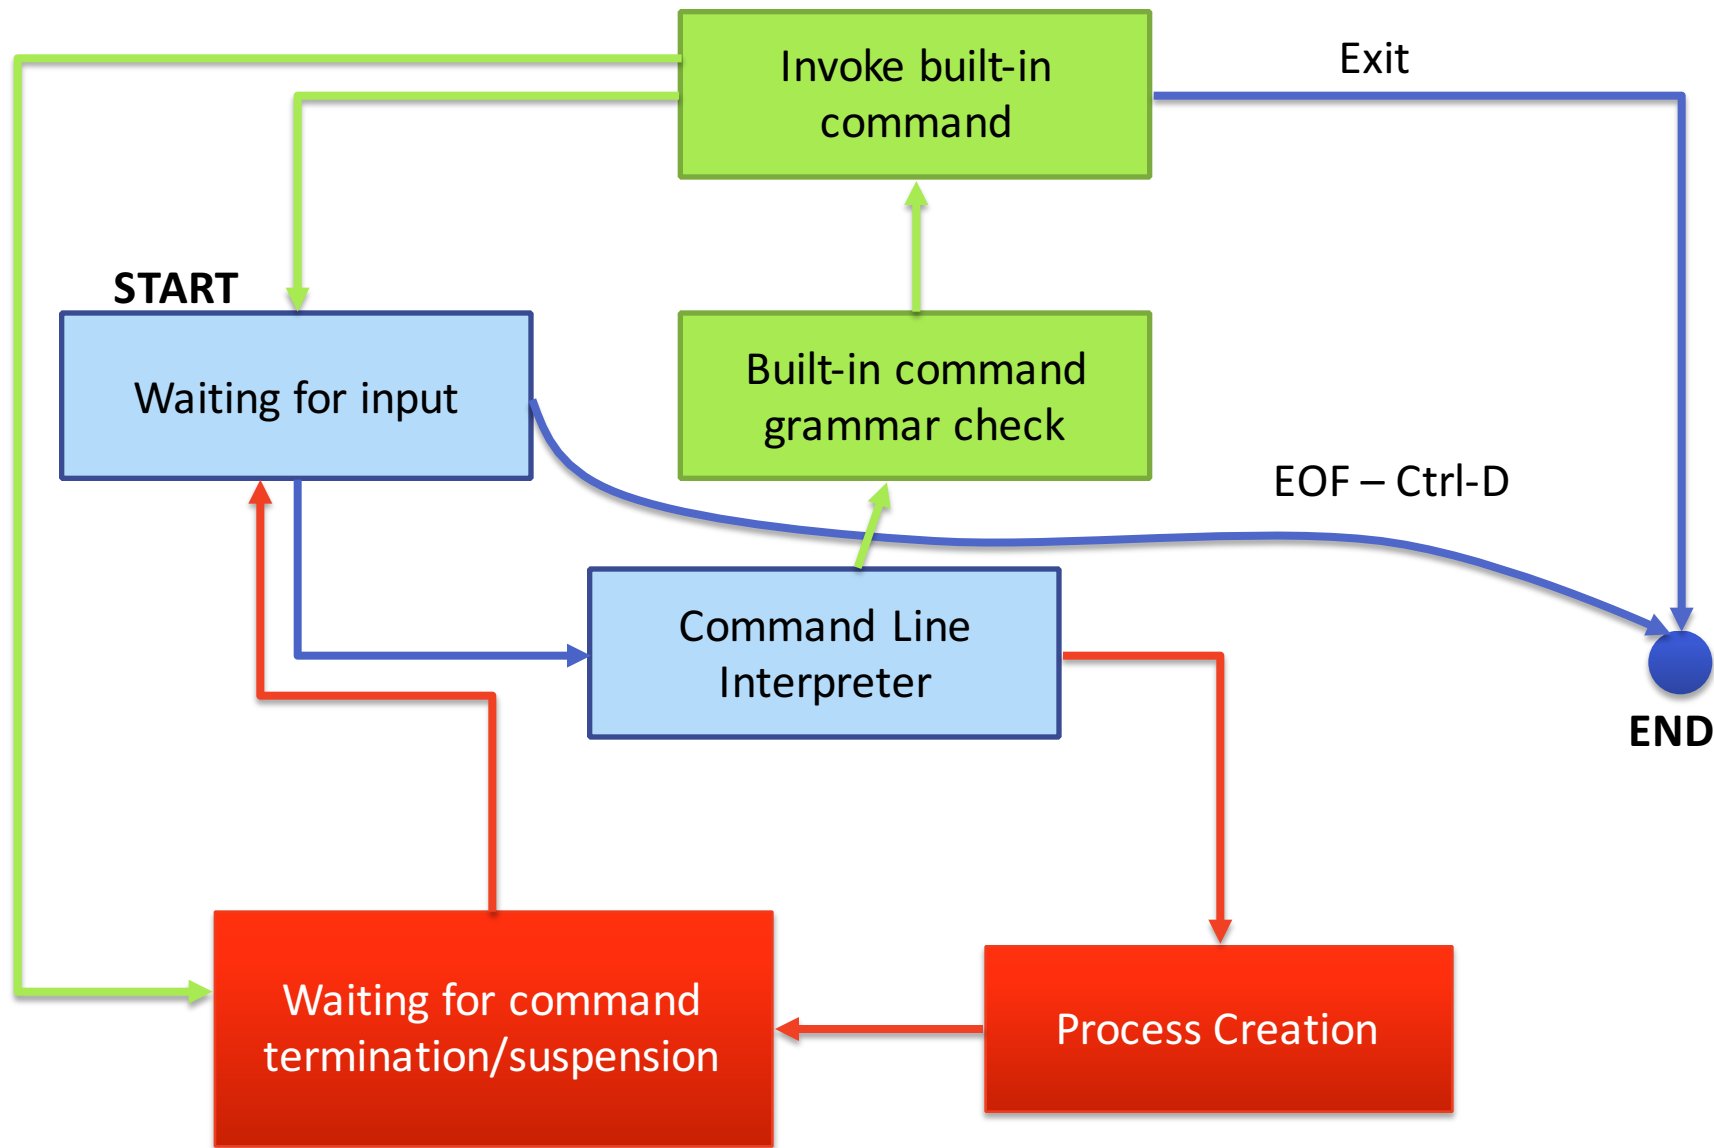 Invoke built-in
command
Exit
START
Waiting for input
Built-in command
grammar check
EOF – Ctrl-D
Command Line
Interpreter
END
Waiting for command
termination/suspension
Process Creation